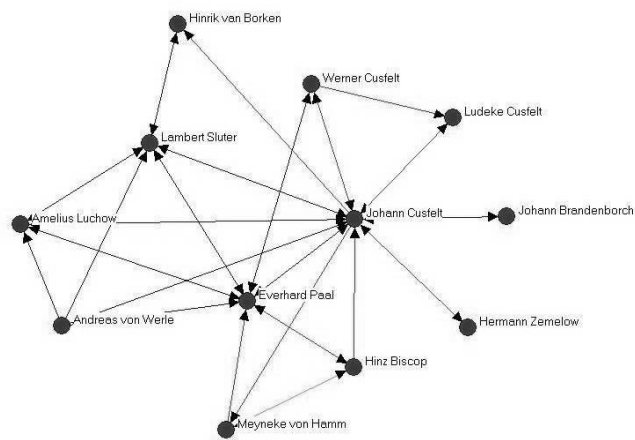 Hinrik van Borken
Werner Cusfelt
Ludeke Cusfelt
Lambert Sluter
Amelius Luchow
Johann Cusfelt
Johann Brandenborch
Everhard Paal
Andreas von Werle
Hermann Zemelow
Hinz Biscop
Meyneke von Hamm